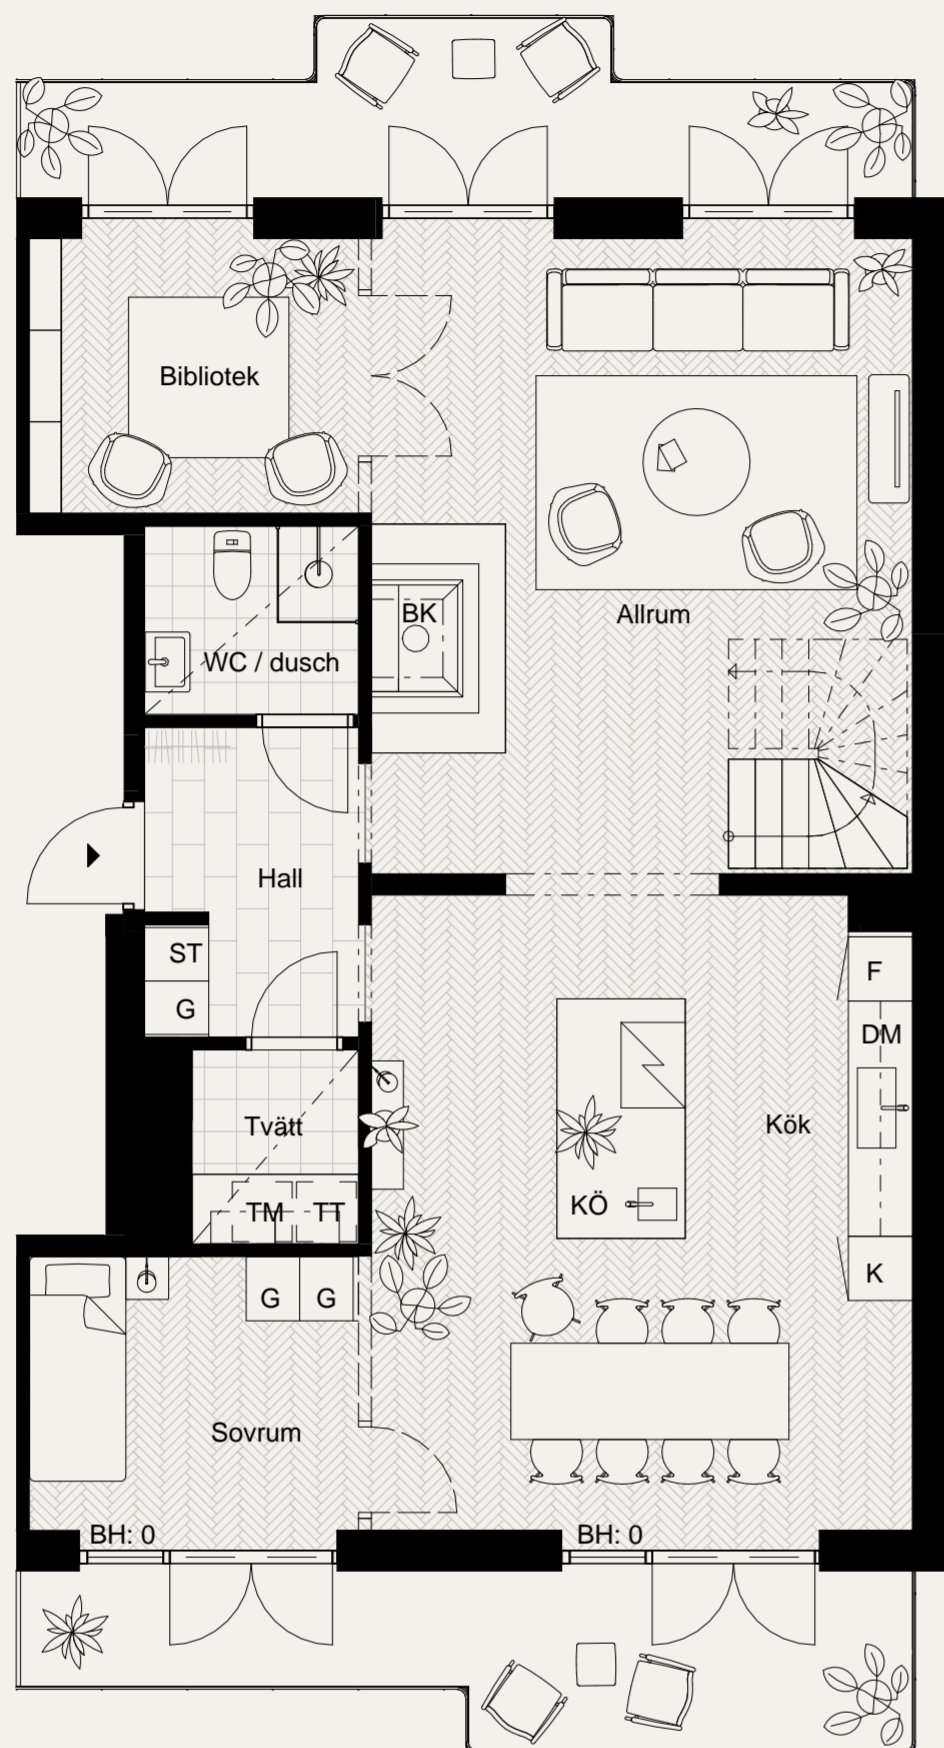 Bibliotek
BK
Allrum
WC / dusch
Hall
ST
F
G
DM
Tvätt
Kök
KÖ
TM
TT
K
G
G
Sovrum
BH: 0
BH: 0